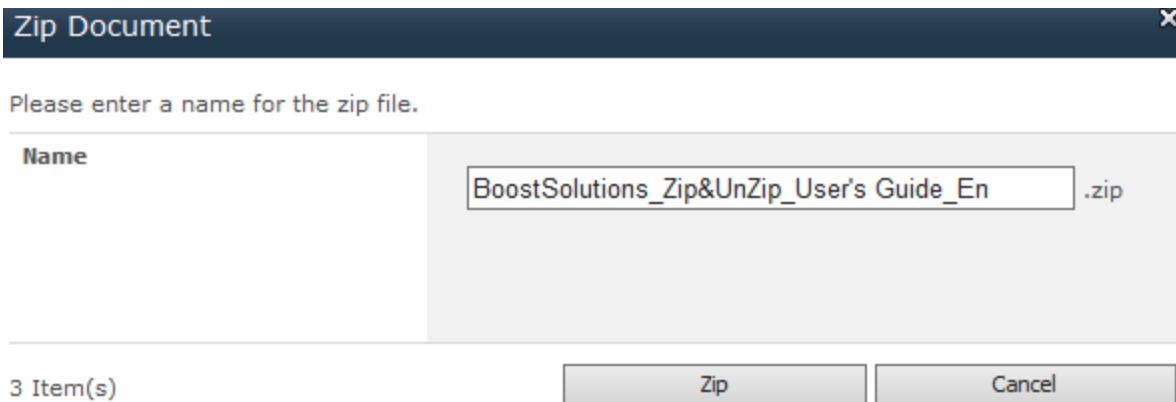 Zip Document
Please enter a name for the zip file.
Name
BoostSolutions_Zip&UnZip_User's Guide_En .zip
3 Item(s) Zip Cancel